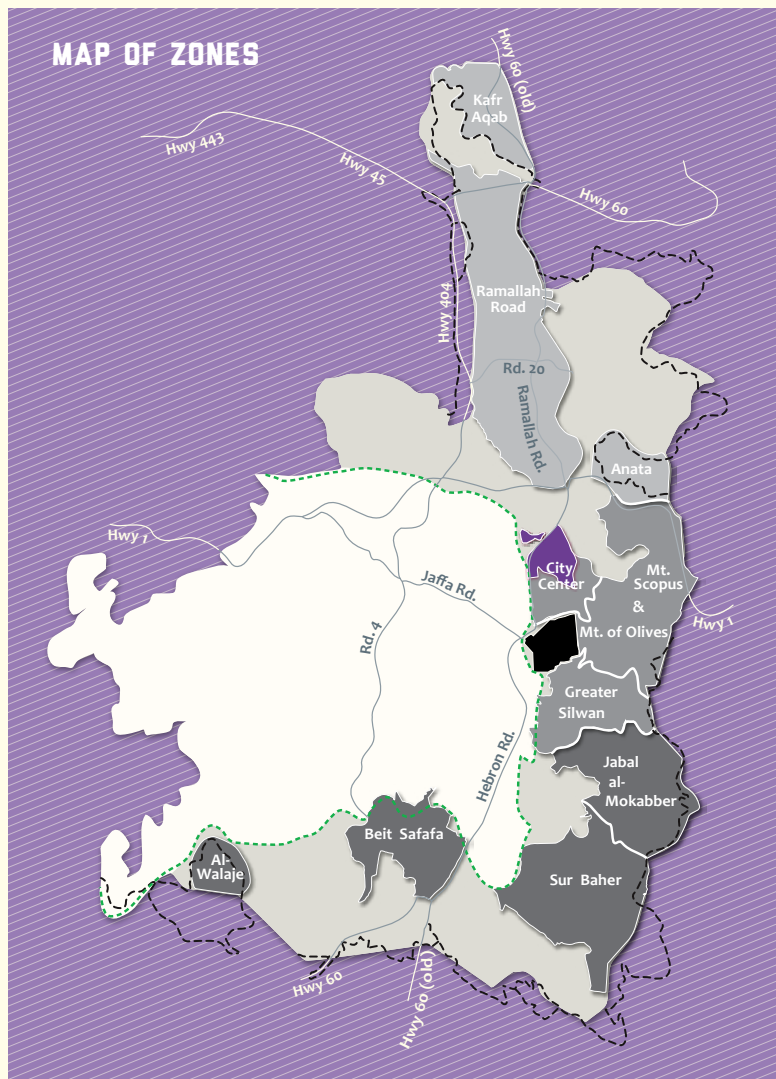 MAP OF ZONES
Hwy 60 (old)
Kafr
Aqab
Hwy 443
Hwy 45
Hwy 60
Ramallah
Road
Hwy 404
Rd. 20
Ramallah Rd.
Anata
Hwy 1
City
Center
Mt.
Scopus
&
Mt. of Olives
Jaffa Rd.
Hwy 1
Rd. 4
Greater
Silwan
Hebron Rd.
Jabal
al-
Mokabber
Beit Safafa
Al-
Walaje
Sur Baher
Hwy 60
Hwy 60 (old)